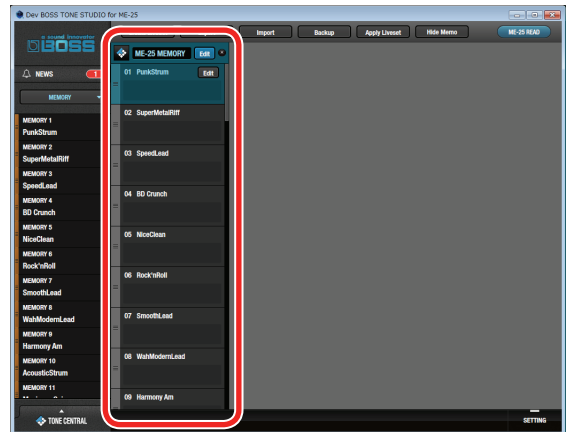 Dev BOSS TONE STUDIO for ME-25
a sound innovator
BOSS
Import
Backup
Apply Liveset
Hide Memo
ME-25 READ
NEWS
1
MEMORY
MEMORY 1
PunkStrum
MEMORY 2
SuperMetalRiff
MEMORY 3
SpeedLead
MEMORY 4
BD Crunch
MEMORY 5
NiceClean
MEMORY 6
Rock'nRoll
MEMORY 7
SmoothLead
MEMORY 8
WahModernLead
MEMORY 9
Harmony Am
MEMORY 10
AcousticStrum
MEMORY 11
ME-25 MEMORY Edit
01 PunkStrum Edit
02 SuperMetalRiff
03 SpeedLead
04 BD Crunch
05 NiceClean
06 Rock'nRoll
07 SmoothLead
08 WahModernLead
09 Harmony Am
TONE CENTRAL
SETTING